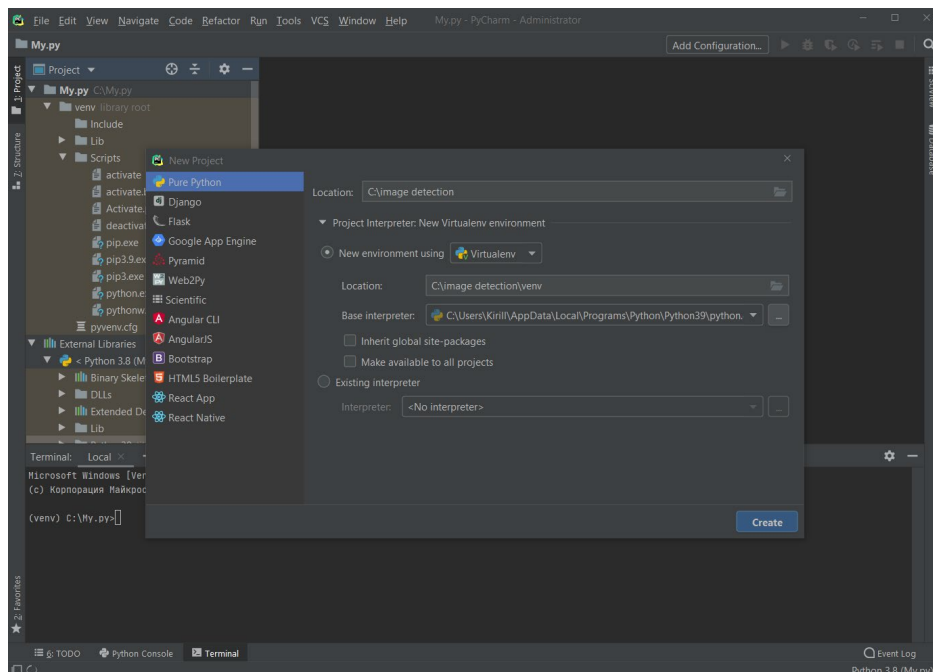 File Edit View Navigate Code Refactor Run Tools VCS Window Help My.py - PyCharm - Administrator
My.py
Add Configuration...
1: Project
Project
My.py C:\My.py
venv library root
Include
Lib
Scripts
activate
Activate.
pip.exe
pip3.exe
pyvenv.cfg
External Libraries
< Python 3.8 (M
Binary Skele
DLLs
Extended De
Lib
Z: Structure
2: Favorites
New Project
Pure Python
Django
Flask
Google App Engine
Pyramid
Web2Py
Scientific
Angular CLI
AngularJS
Bootstrap
HTML5 Boilerplate
React App
React Native
Location: C:\image detection
Project Interpreter: New Virtualenv environment
New environment using Virtualenv
Location: C:\image detection\venv
Base interpreter: C:\Users\Kirill\AppData\Local\Programs\Python\Python39\python.
Inherit global site-packages
Make available to all projects
Existing interpreter
Interpreter: <No interpreter>
...
Create
SciView
Database
Terminal: Local
Microsoft Windows [Ver
(c) Корпорация Майкрос
(venv) C:\My.py>
6: TODO Python Console Terminal
Event Log
Python 3.8 (My.py)